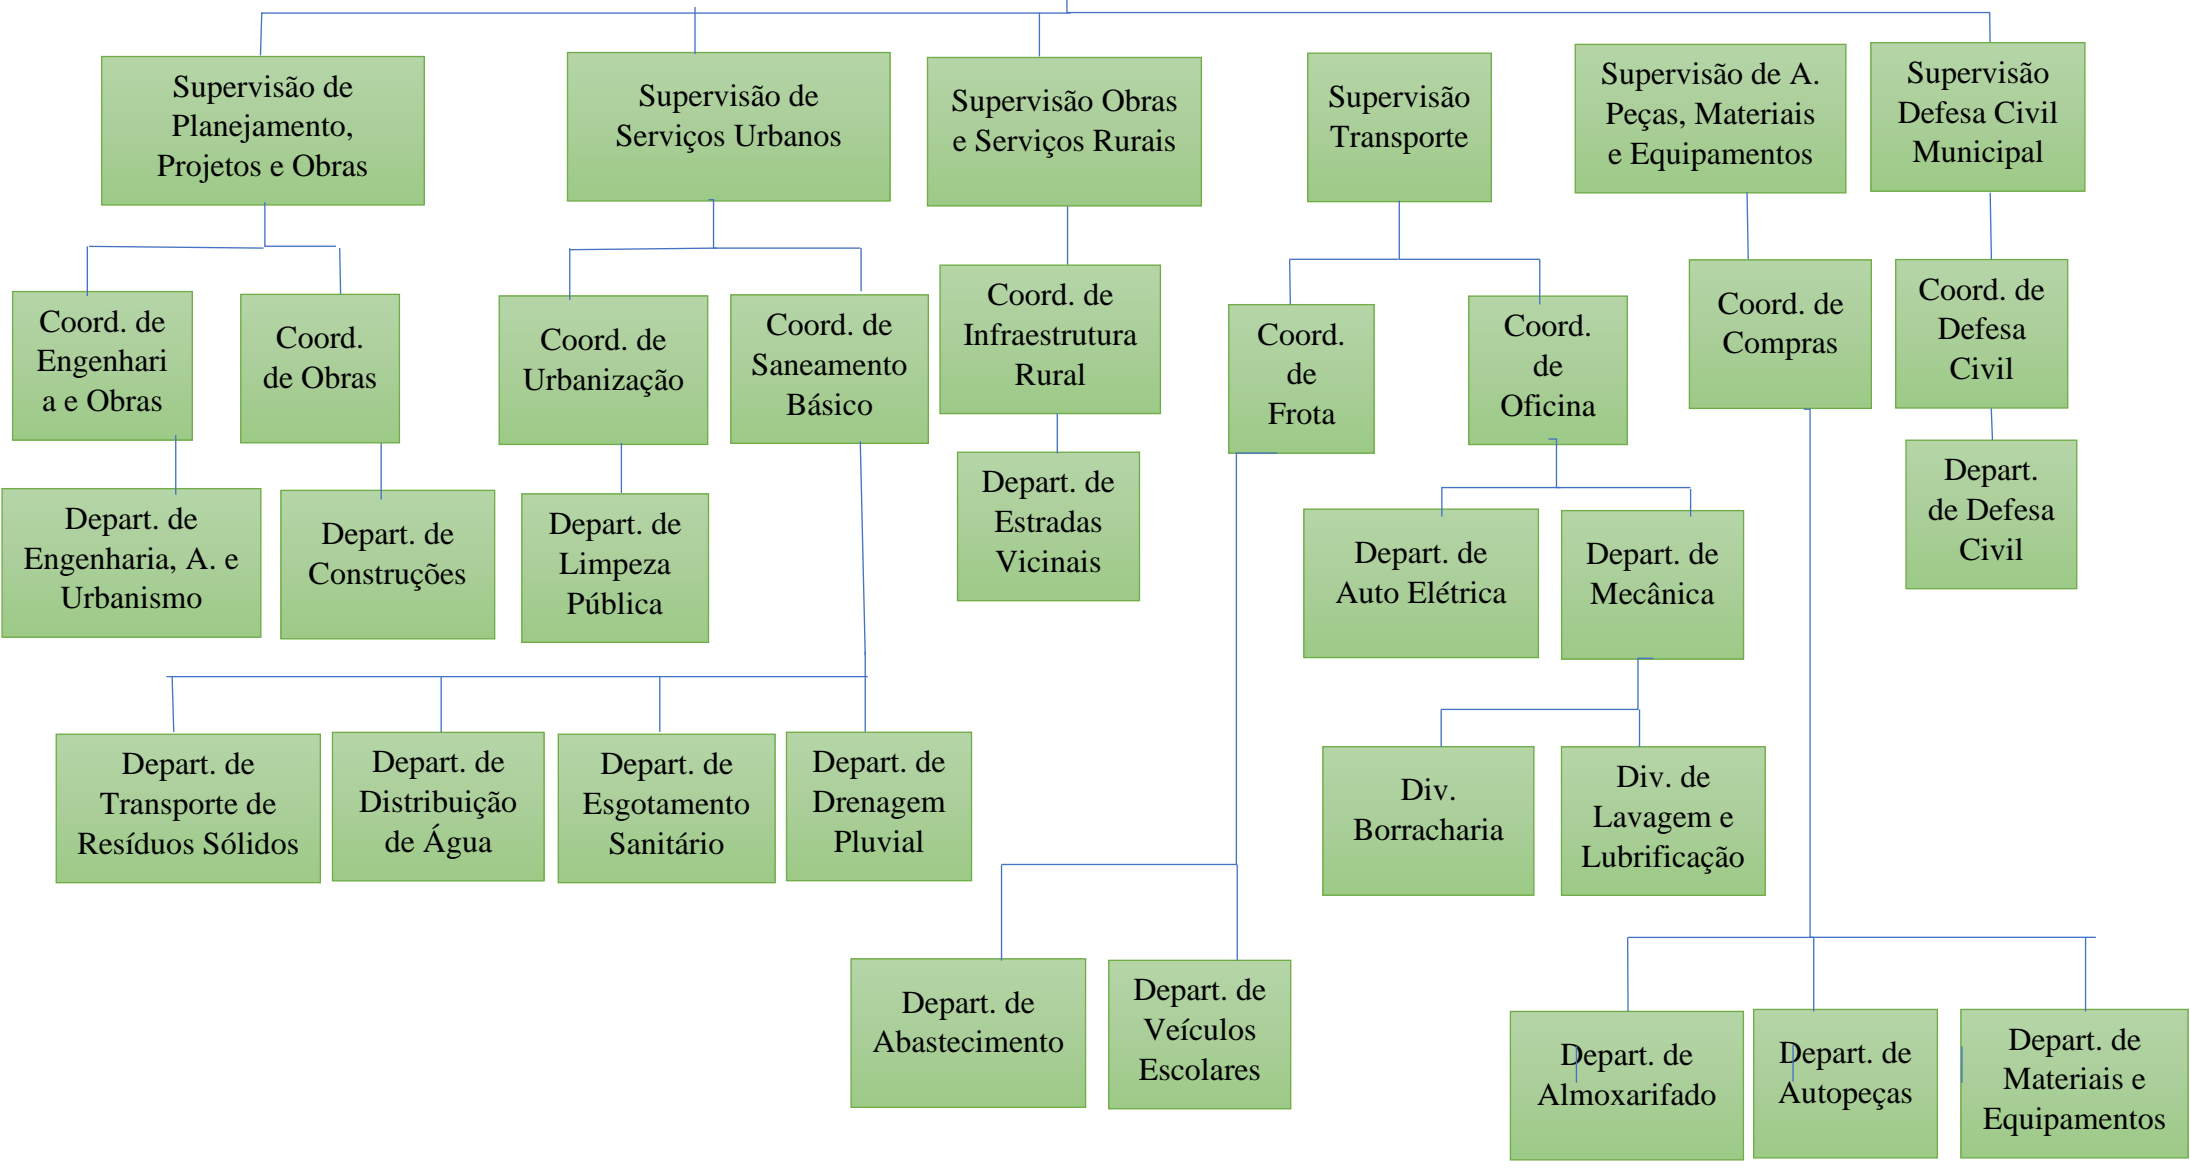 Supervisão de
Planejamento,
Projetos e Obras
Supervisão de
Serviços Urbanos
Supervisão Obras
e Serviços Rurais
Supervisão
Transporte
Supervisão de A.
Peças, Materiais
e Equipamentos
Supervisão
Defesa Civil
Municipal
Coord. de
Engenhari
a e Obras
Coord.
de Obras
Coord. de
Urbanização
Coord. de
Saneamento
Básico
Coord. de
Infraestrutura
Rural
Coord.
de
Frota
Coord.
de
Oficina
Coord. de
Compras
Coord. de
Defesa
Civil
Depart. de
Engenharia, A. e
Urbanismo
Depart. de
Construções
Depart. de
Limpeza
Pública
Depart. de
Estradas
Vicinais
Depart. de
Auto Elétrica
Depart. de
Mecânica
Depart.
de Defesa
Civil
Depart. de
Transporte de
Resíduos Sólidos
Depart. de
Distribuição
de Água
Depart. de
Esgotamento
Sanitário
Depart. de
Drenagem
Pluvial
Div.
Borracharia
Div. de
Lavagem e
Lubrificação
Depart. de
Abastecimento
Depart. de
Veículos
Escolares
Depart. de
Almoxarifado
Depart. de
Autopeças
Depart. de
Materiais e
Equipamentos